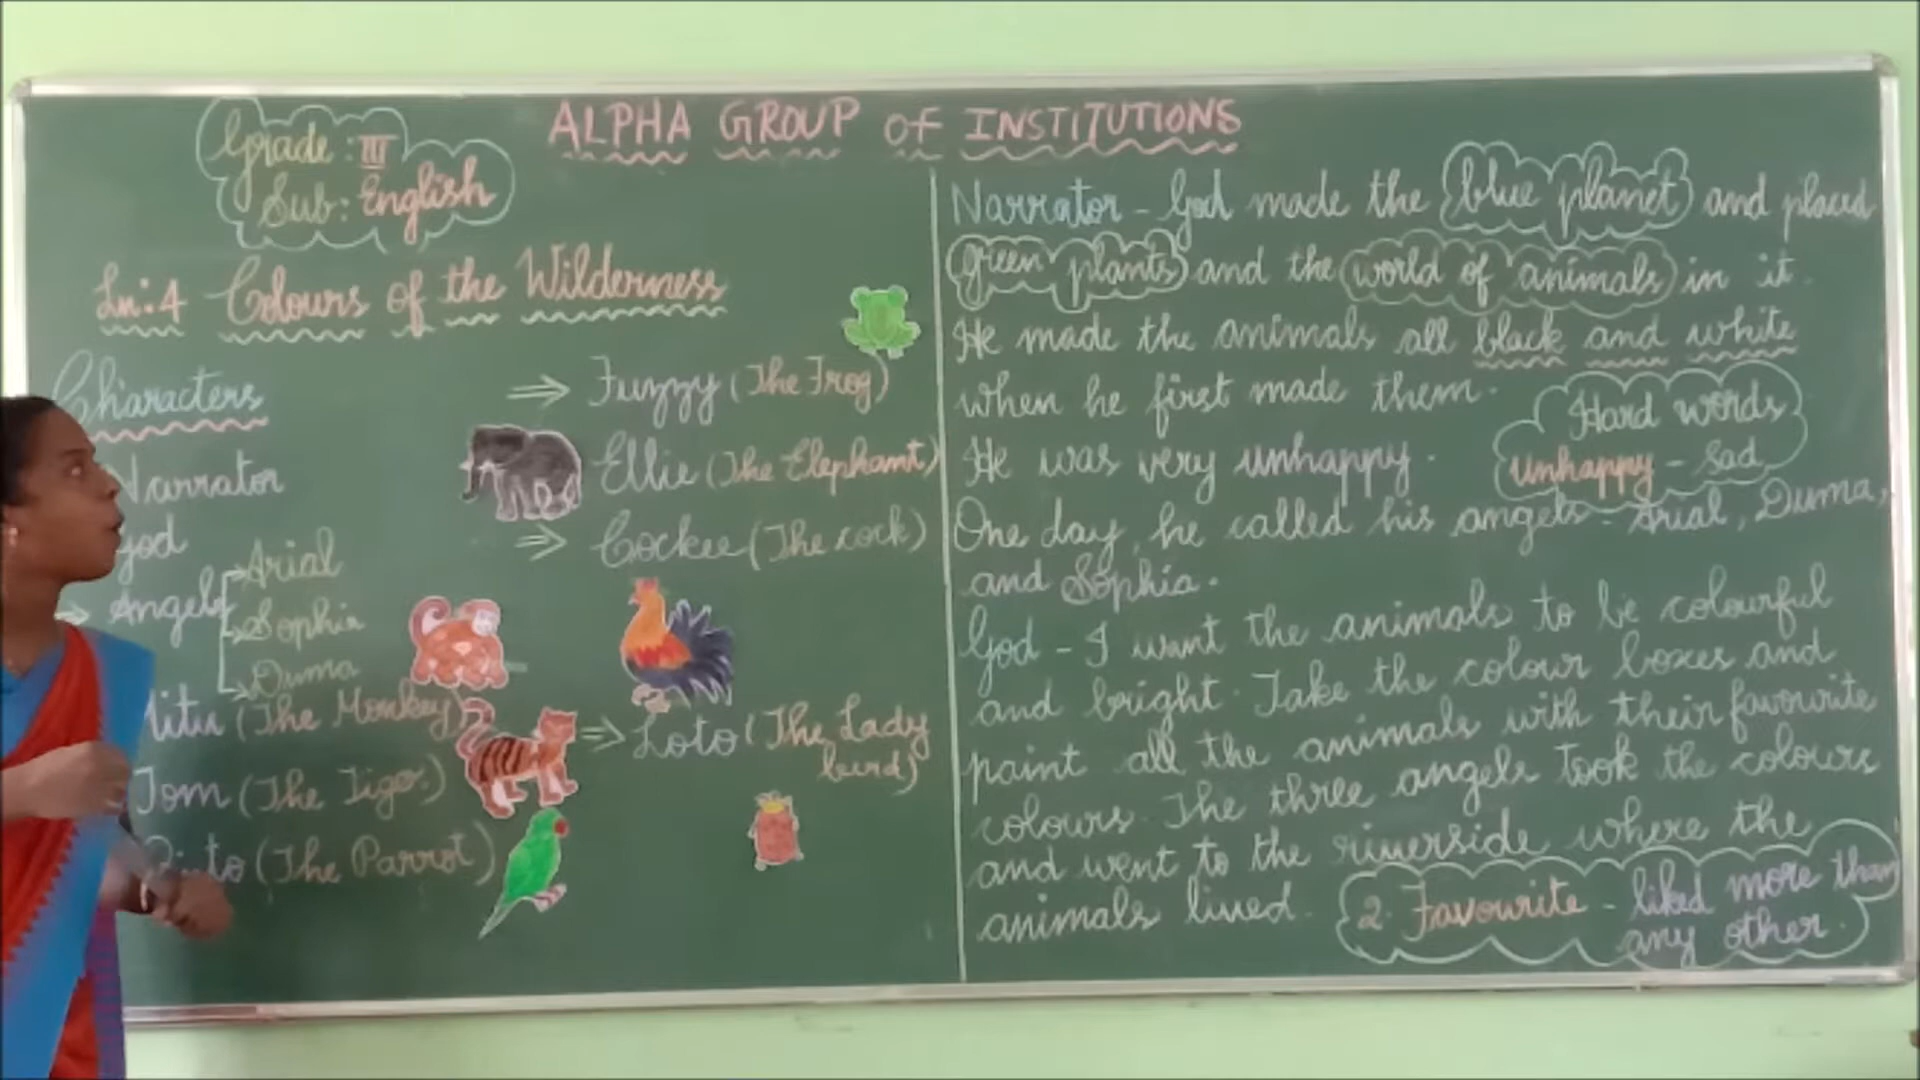 ALPHA GROUP of INSTITUTIONS
Grade : III
Sub : English
Ln : 4 Colours of the Wilderness
Characters
Narrator
God
Angels
Arial
Sophia
Duma
(The Monkey)
Tom (The Tiger)
(The Parrot)
Fuzzy (The Frog)
Ellie (The Elephant)
Cockee (The cock)
Loto (The Lady
bird)
Narrator - God made the blue planet and placed
green plants and the world of animals in it.
He made the animals all black and white
when he first made them.
He was very unhappy.
Hard words
unhappy - sad
One day, he called his angels - Arial, Duma,
and Sophia.
God - I want the animals to be colourful
and bright. Take the colour boxes and
paint all the animals with their favourite
colours. The three angels took the colours
and went to the riverside where the
animals lived.
2. Favourite - liked more than
any other.